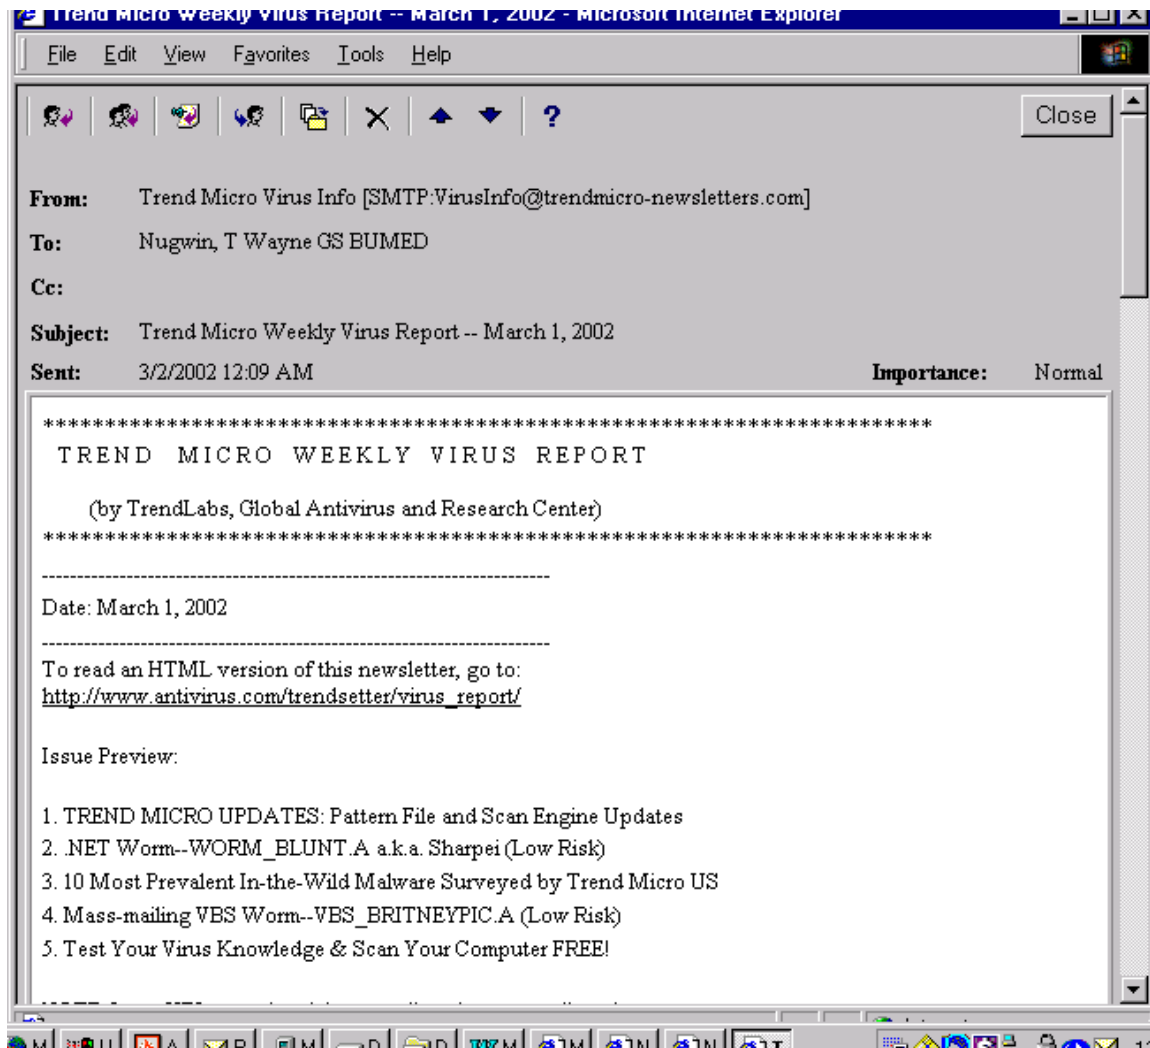 Trend Micro Weekly Virus Report -- March 1, 2002 - Microsoft Internet Explorer
File Edit View Favorites Tools Help
? Close
From: Trend Micro Virus Info [SMTP:VirusInfo@trendmicro-newsletters.com]
To: Nugwin, T Wayne GS BUMED
Cc:
Subject: Trend Micro Weekly Virus Report -- March 1, 2002
Sent: 3/2/2002 12:09 AM Importance: Normal
************************************************************************
TREND MICRO WEEKLY VIRUS REPORT
(by TrendLabs, Global Antivirus and Research Center)
************************************************************************
------------------------------------------------------------------------
Date: March 1, 2002
------------------------------------------------------------------------
To read an HTML version of this newsletter, go to:
http://www.antivirus.com/trendsetter/virus_report/
Issue Preview:
1. TREND MICRO UPDATES: Pattern File and Scan Engine Updates
2. .NET Worm--WORM_BLUNT.A a.k.a. Sharpei (Low Risk)
3. 10 Most Prevalent In-the-Wild Malware Surveyed by Trend Micro US
4. Mass-mailing VBS Worm--VBS_BRITNEYPIC.A (Low Risk)
5. Test Your Virus Knowledge & Scan Your Computer FREE!